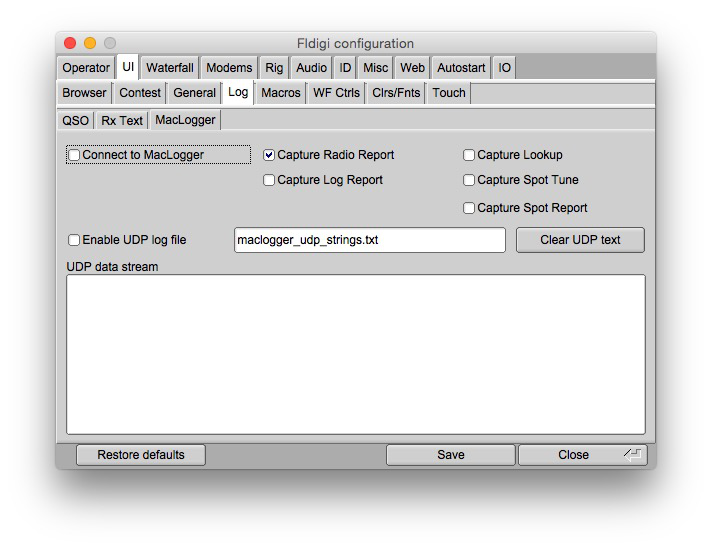 Fldigi configuration
Operator UI Waterfall Modems Rig Audio ID Misc Web Autostart IO
Browser Contest General Log Macros WF Ctrls Clrs/Fnts Touch
QSO Rx Text MacLogger
Connect to MacLogger Capture Radio Report Capture Lookup
Capture Log Report Capture Spot Tune
Capture Spot Report
Enable UDP log file maclogger_udp_strings.txt Clear UDP text
UDP data stream
Restore defaults Save Close